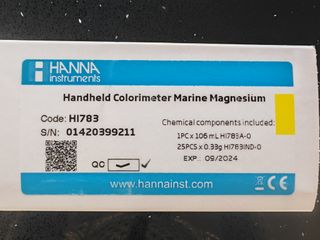 HANNA
instruments
Handheld Colorimeter Marine Magnesium
Code: HI783
S/N: 01420399211
Chemical components included:
1PC x 106 mL HI783A-0
25PCS x 0.33g HI783IND-0
EXP.: 09/2024
QC
www.hannainst.com
CE